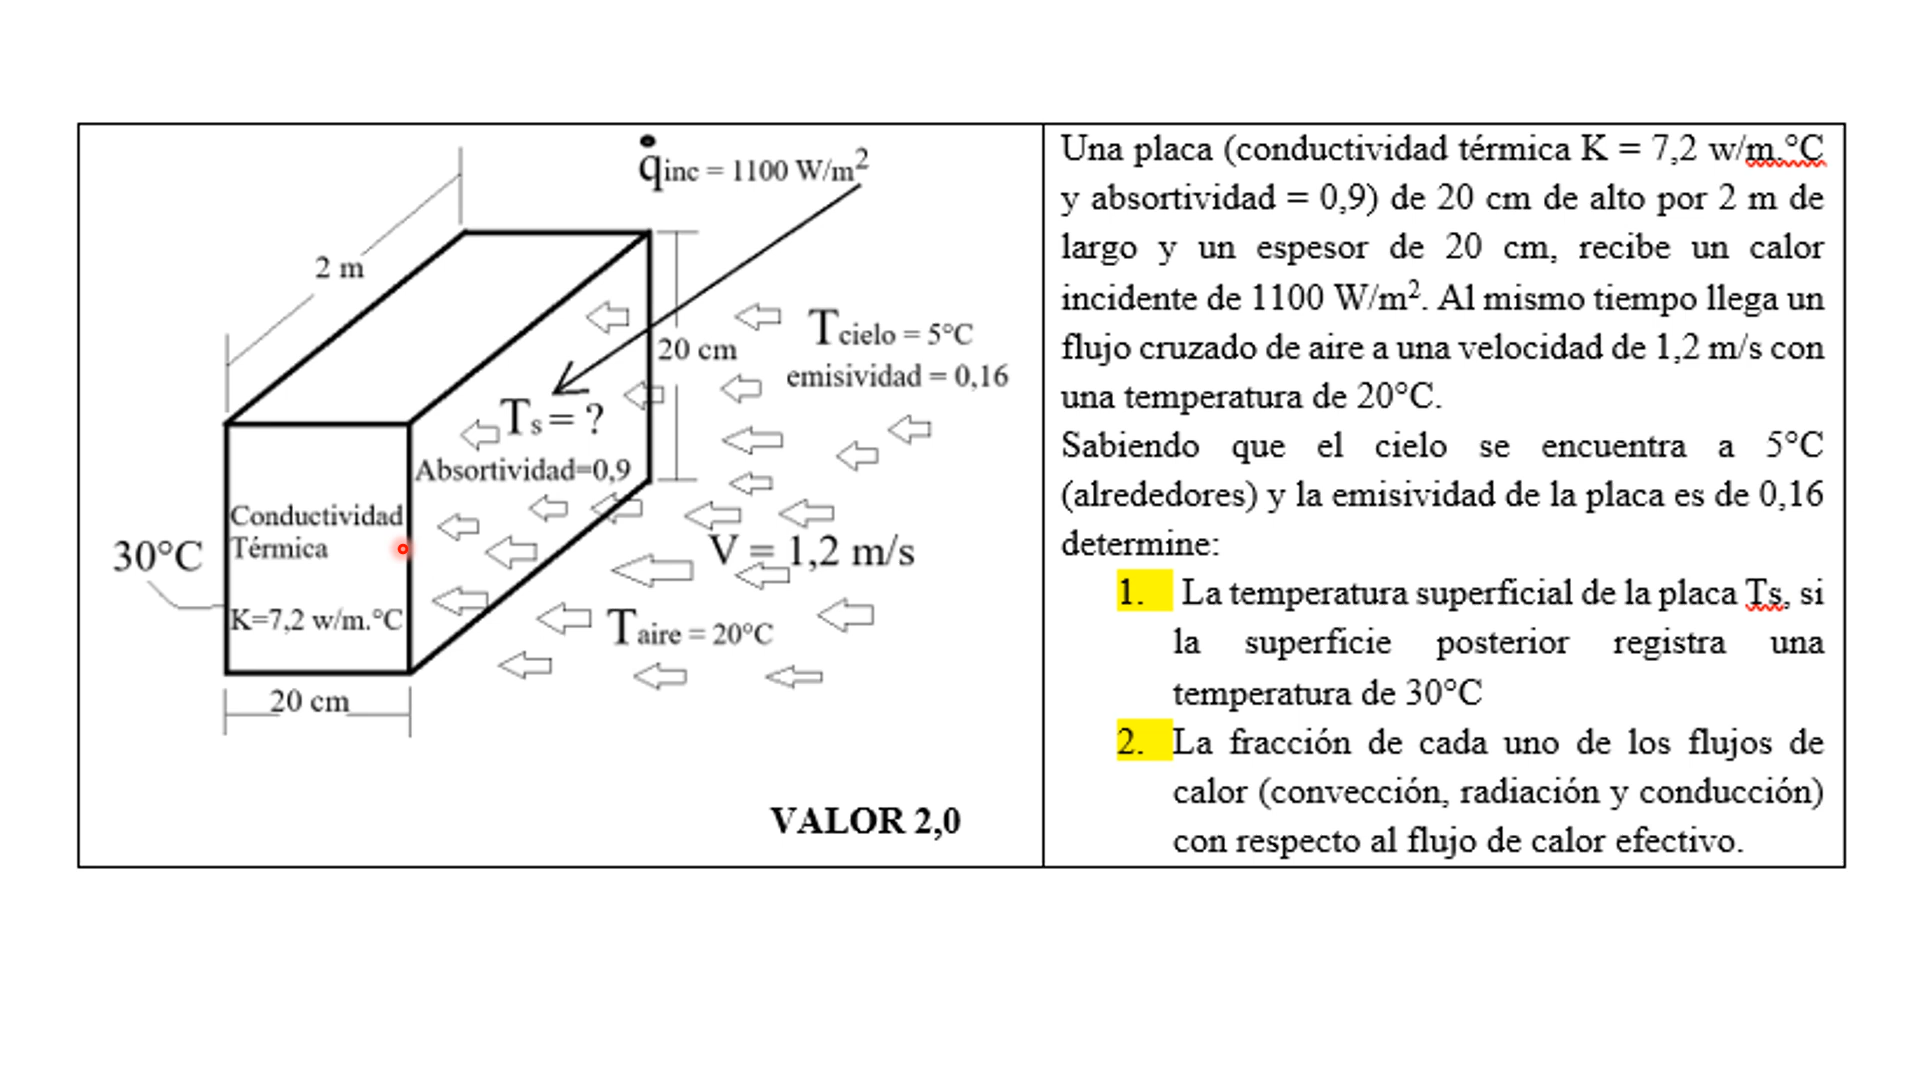 q̇inc = 1100 W/m²
2 m
20 cm
Tcielo = 5°C
emisividad = 0,16
Ts = ?
Absortividad=0,9
Conductividad
Térmica
30°C
K=7,2 w/m.°C
V = 1,2 m/s
Taire = 20°C
20 cm
VALOR 2,0
Una placa (conductividad térmica K = 7,2 w/m.°C
y absortividad = 0,9) de 20 cm de alto por 2 m de
largo y un espesor de 20 cm, recibe un calor
incidente de 1100 W/m². Al mismo tiempo llega un
flujo cruzado de aire a una velocidad de 1,2 m/s con
una temperatura de 20°C.
Sabiendo que el cielo se encuentra a 5°C
(alrededores) y la emisividad de la placa es de 0,16
determine:
1. La temperatura superficial de la placa Ts, si
la superficie posterior registra una
temperatura de 30°C
2. La fracción de cada uno de los flujos de
calor (convección, radiación y conducción)
con respecto al flujo de calor efectivo.